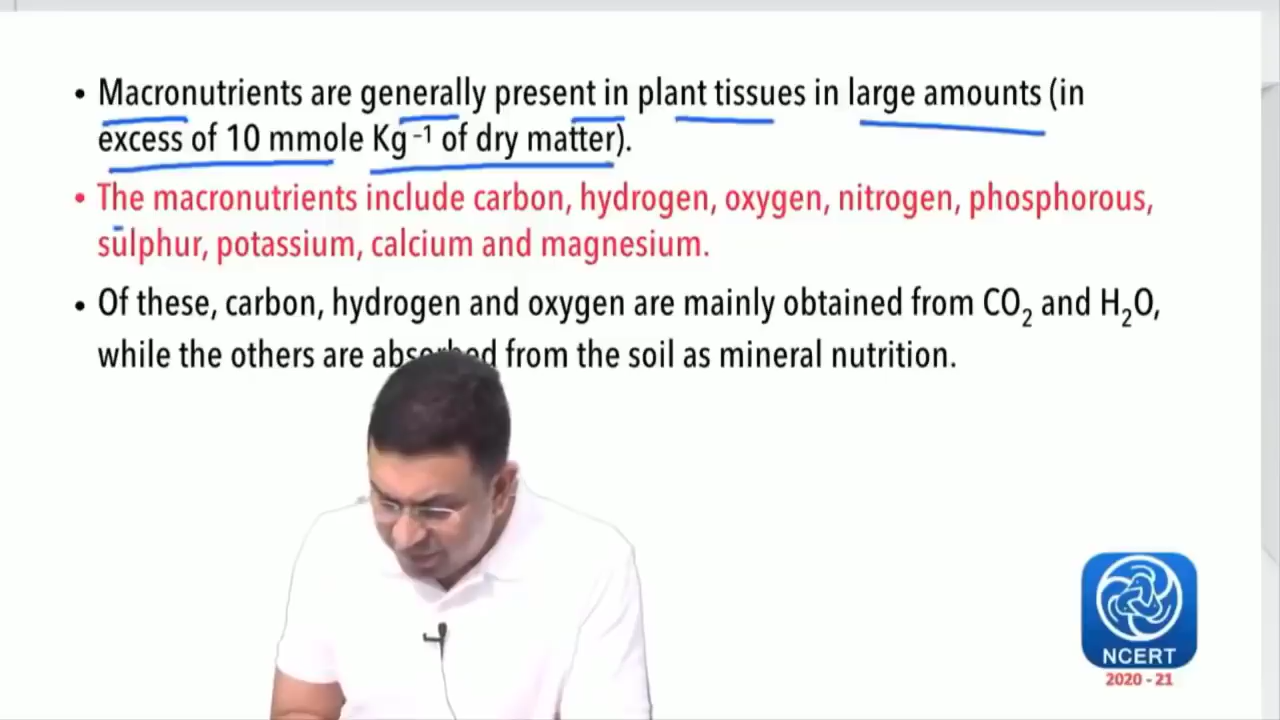 • Macronutrients are generally present in plant tissues in large amounts (in
excess of 10 mmole Kg⁻¹ of dry matter).
• The macronutrients include carbon, hydrogen, oxygen, nitrogen, phosphorous,
sulphur, potassium, calcium and magnesium.
• Of these, carbon, hydrogen and oxygen are mainly obtained from CO₂ and H₂O,
while the others are absorbed from the soil as mineral nutrition.
NCERT
2020 - 21